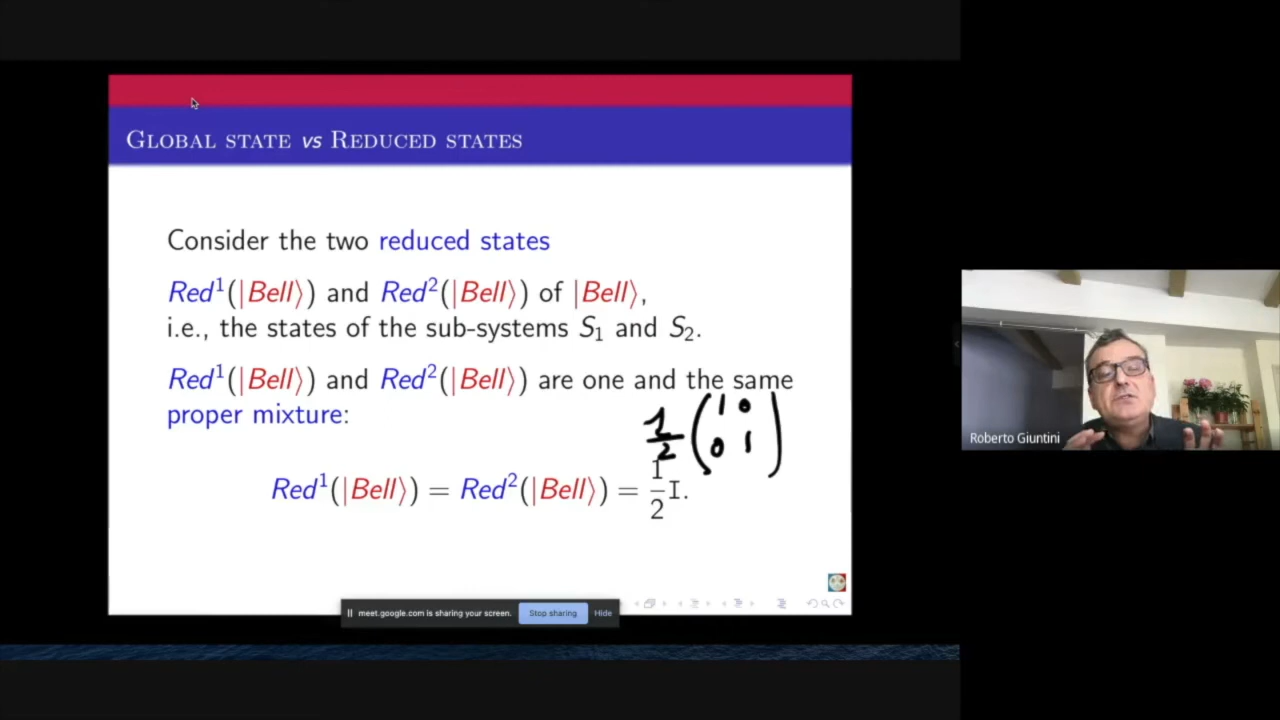 GLOBAL STATE vs REDUCED STATES
Consider the two reduced states
Red¹(|Bell⟩) and Red²(|Bell⟩) of |Bell⟩,
i.e., the states of the sub-systems S₁ and S₂.
Red¹(|Bell⟩) and Red²(|Bell⟩) are one and the same
proper mixture:
1/2 (1 0
0 1)
Red¹(|Bell⟩) = Red²(|Bell⟩) = 1/2 I.
meet.google.com is sharing your screen. Stop sharing Hide
Roberto Giuntini